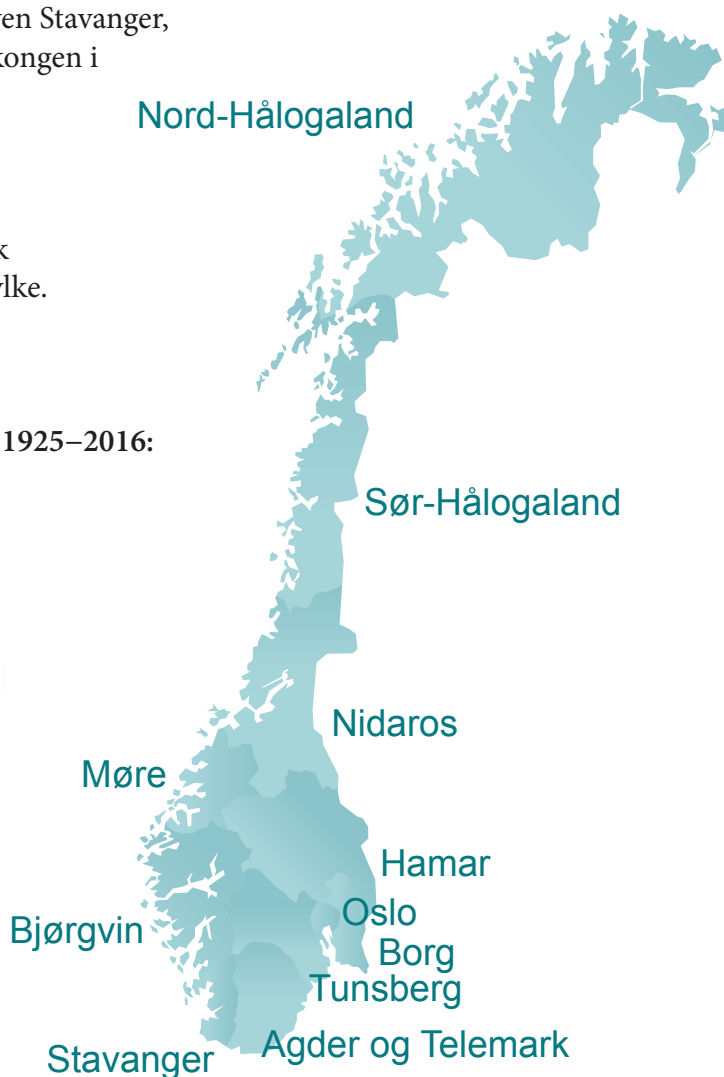 en Stavanger,
kongen i
Nord-Hålogaland
k
lke.
1925–2016:
Sør-Hålogaland
Nidaros
Møre
Hamar
Oslo
Bjørgvin
Borg
Tunsberg
Agder og Telemark
Stavanger